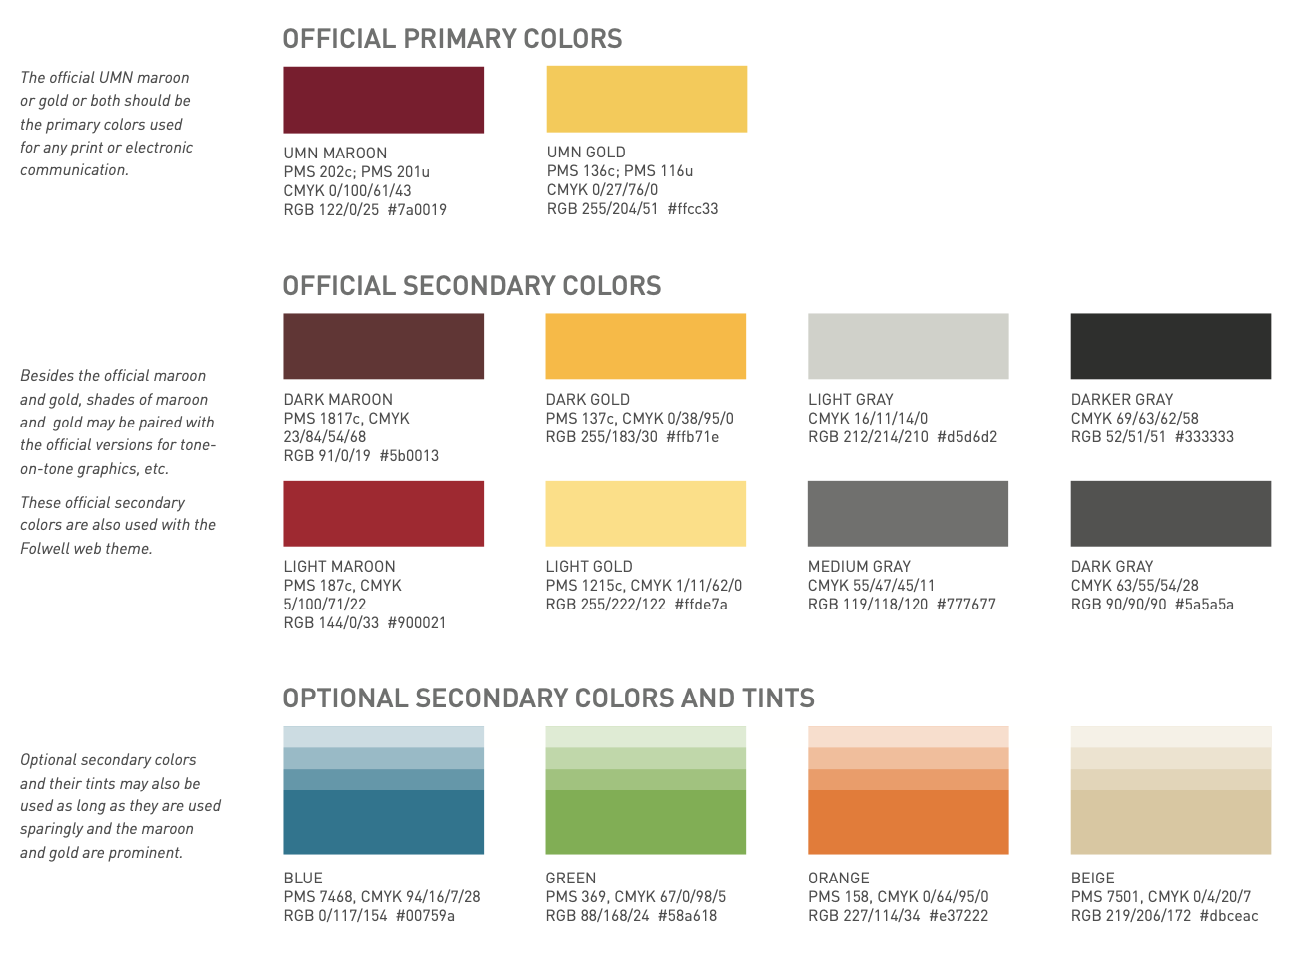 OFFICIAL PRIMARY COLORS
The official UMN maroon
or gold or both should be
the primary colors used
for any print or electronic
communication.
UMN MAROON
PMS 202c; PMS 201u
CMYK 0/100/61/43
RGB 122/0/25  #7a0019
UMN GOLD
PMS 136c; PMS 116u
CMYK 0/27/76/0
RGB 255/204/51  #ffcc33
OFFICIAL SECONDARY COLORS
Besides the official maroon
and gold, shades of maroon
and  gold may be paired with
the official versions for tone-
on-tone graphics, etc.
These official secondary
colors are also used with the
Folwell web theme.
DARK MAROON
PMS 1817c, CMYK
23/84/54/68
RGB 91/0/19  #5b0013
DARK GOLD
PMS 137c, CMYK 0/38/95/0
RGB 255/183/30  #ffb71e
LIGHT GRAY
CMYK 16/11/14/0
RGB 212/214/210  #d5d6d2
DARKER GRAY
CMYK 69/63/62/58
RGB 52/51/51  #333333
LIGHT MAROON
PMS 187c, CMYK
5/100/71/22
RGB 144/0/33  #900021
LIGHT GOLD
PMS 1215c, CMYK 1/11/62/0
RGB 255/222/122  #ffde7a
MEDIUM GRAY
CMYK 55/47/45/11
RGB 119/118/120  #777677
DARK GRAY
CMYK 63/55/54/28
RGB 90/90/90  #5a5a5a
OPTIONAL SECONDARY COLORS AND TINTS
Optional secondary colors
and their tints may also be
used as long as they are used
sparingly and the maroon
and gold are prominent.
BLUE
PMS 7468, CMYK 94/16/7/28
RGB 0/117/154  #00759a
GREEN
PMS 369, CMYK 67/0/98/5
RGB 88/168/24  #58a618
ORANGE
PMS 158, CMYK 0/64/95/0
RGB 227/114/34  #e37222
BEIGE
PMS 7501, CMYK 0/4/20/7
RGB 219/206/172  #dbceac